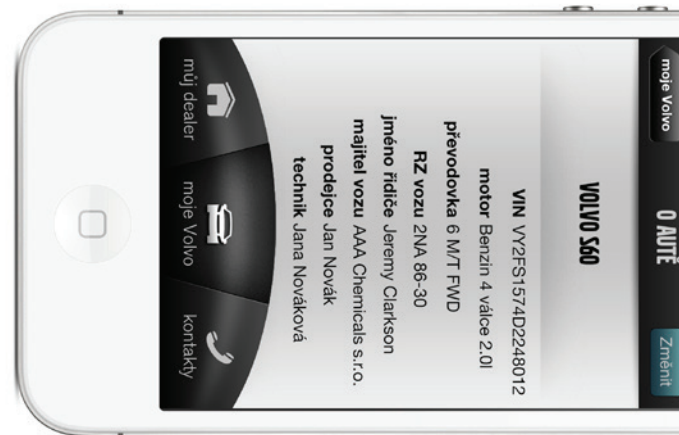 moje Volvo
O AUTĚ
Změnit
VOLVO S60
VIN VY2FS1574D2248012
motor Benzin 4 válce 2.0l
převodovka 6 M/T FWD
RZ vozu 2NA 86-30
jméno řidiče Jeremy Clarkson
majitel vozu AAA Chemicals s.r.o.
prodejce Jan Novák
technik Jana Nováková
můj dealer
moje Volvo
kontakty